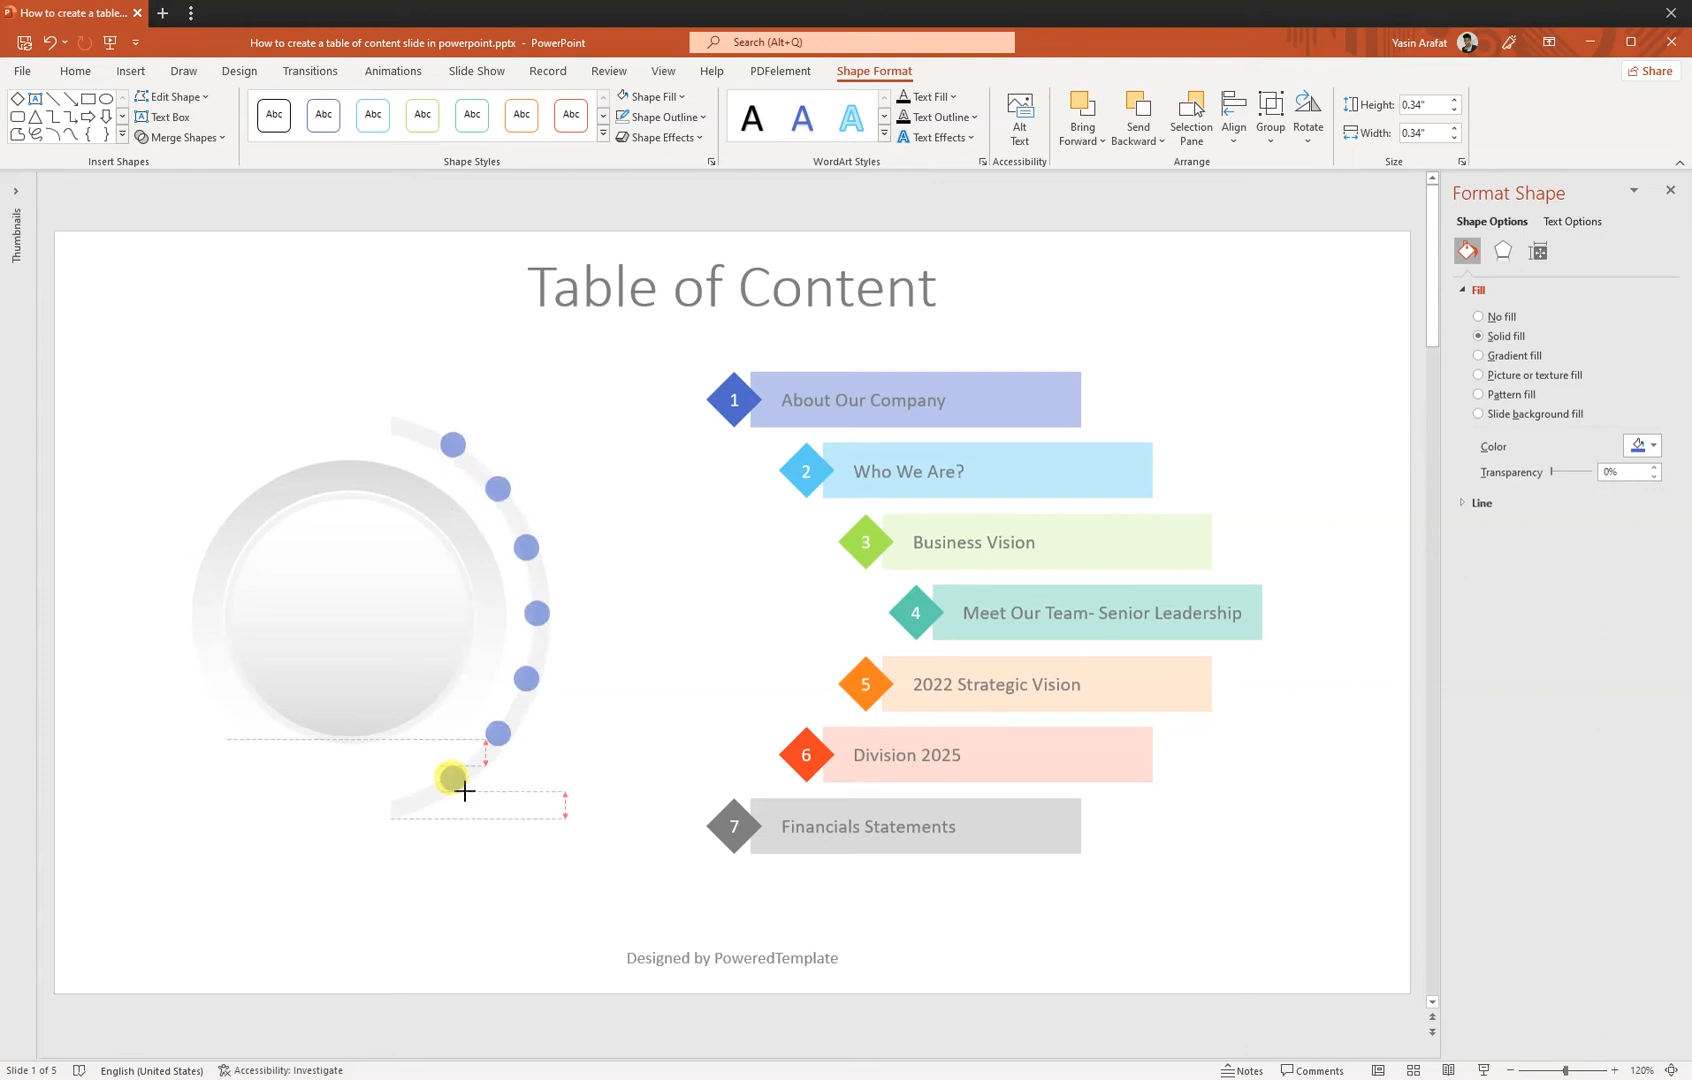 How to create a table...
How to create a table of content slide in powerpoint.pptx - PowerPoint
Search (Alt+Q)
Yasin Arafat
File Home Insert Draw Design Transitions Animations Slide Show Record Review View Help PDFelement Shape Format
Share
Edit Shape
Text Box
Merge Shapes
Insert Shapes
Abc Abc Abc Abc Abc Abc Abc
Shape Fill
Shape Outline
Shape Effects
Shape Styles
A A A
Text Fill
Text Outline
Text Effects
WordArt Styles
Alt
Text
Accessibility
Bring
Forward
Send
Backward
Selection
Pane
Align
Group
Rotate
Arrange
Height: 0.34"
Width: 0.34"
Size
Thumbnails
Table of Content
1 About Our Company
2 Who We Are?
3 Business Vision
4 Meet Our Team- Senior Leadership
5 2022 Strategic Vision
6 Division 2025
7 Financials Statements
Designed by PoweredTemplate
Format Shape
Shape Options Text Options
Fill
No fill
Solid fill
Gradient fill
Picture or texture fill
Pattern fill
Slide background fill
Color
Transparency 0%
Line
Slide 1 of 5
English (United States)
Accessibility: Investigate
Notes
Comments
120%